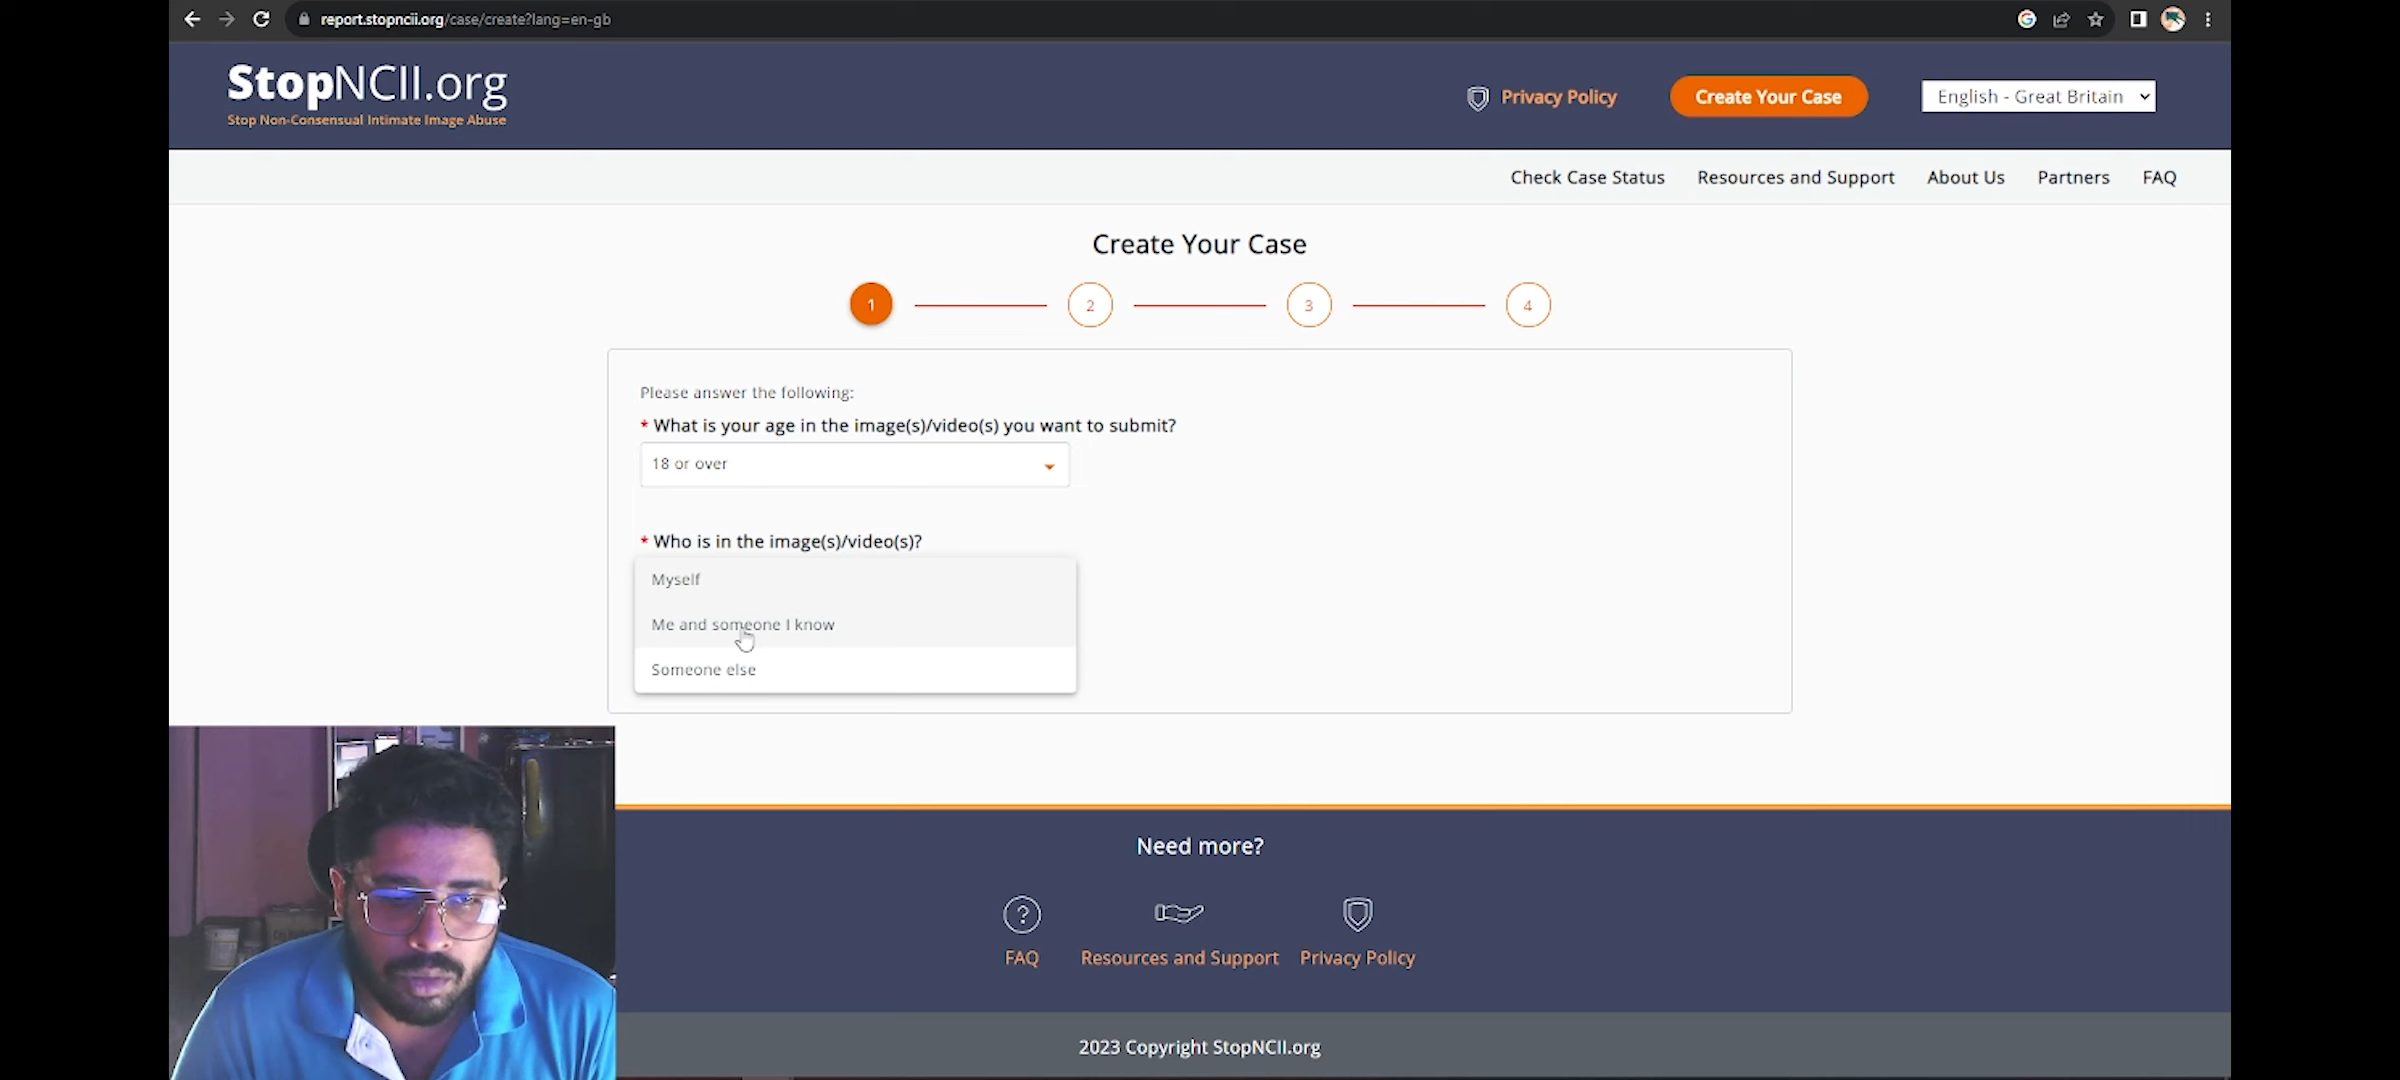 report.stopncii.org/case/create?lang=en-gb
StopNCII.org
Stop Non-Consensual Intimate Image Abuse
Privacy Policy
Create Your Case
English - Great Britain
Check Case Status
Resources and Support
About Us
Partners
FAQ
Create Your Case
1
2
3
4
Please answer the following:
* What is your age in the image(s)/video(s) you want to submit?
18 or over
* Who is in the image(s)/video(s)?
Myself
Me and someone I know
Someone else
Need more?
?
FAQ
Resources and Support
Privacy Policy
2023 Copyright StopNCII.org